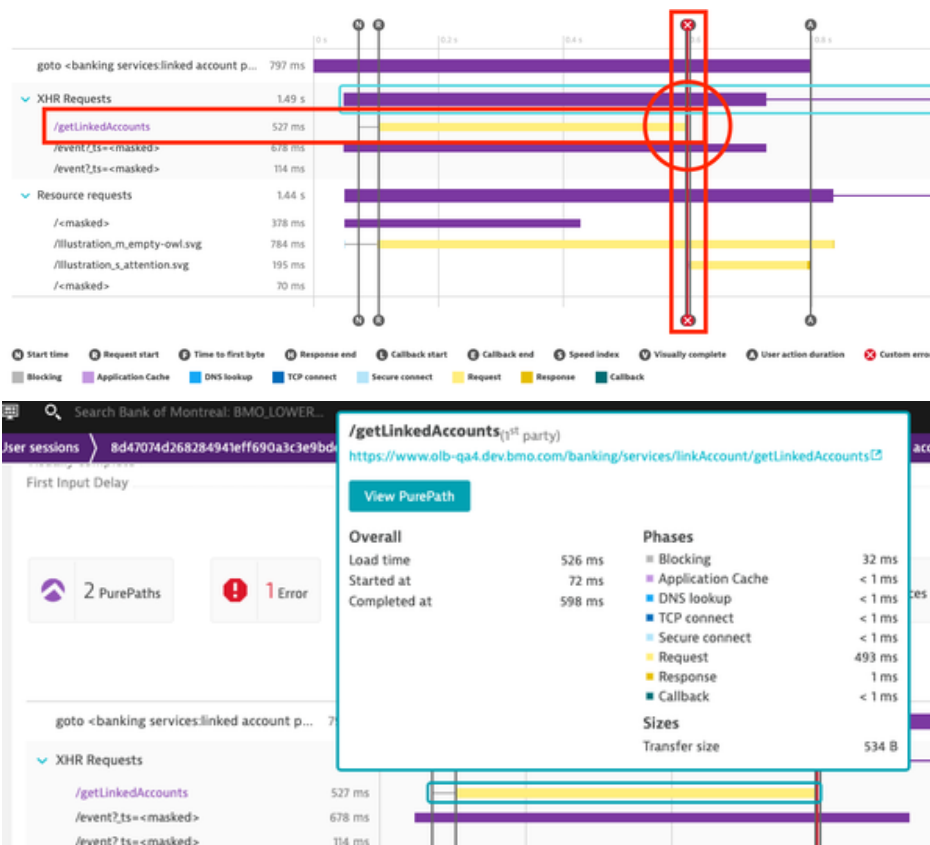 N R A
0 s 0.2 s 0.4 s 0.6 s 0.8 s
goto <banking services:linked account p... 797 ms
XHR Requests 1.49 s
/getLinkedAccounts 527 ms
/event?_ts=<masked> 678 ms
/event?_ts=<masked> 114 ms
Resource requests 1.44 s
/<masked> 378 ms
/Illustration_m_empty-owl.svg 784 ms
/Illustration_s_attention.svg 195 ms
/<masked> 70 ms
N R A
N Start time R Request start F Time to first byte Response end Callback start E Callback end S Speed index V Visually complete A User action duration Custom erro
Blocking Application Cache DNS lookup TCP connect Secure connect Request Response Callback
Search Bank of Montreal: BMO_LOWER...
User sessions 8d47074d268284941eff690a3c3e9bd
acc
/getLinkedAccounts(1st party)
https://www.olb-qa4.dev.bmo.com/banking/services/linkAccount/getLinkedAccounts
First Input Delay
View PurePath
Overall
Load time 526 ms
Started at 72 ms
Completed at 598 ms
Phases
Blocking 32 ms
Application Cache < 1 ms
DNS lookup < 1 ms
TCP connect < 1 ms
Secure connect < 1 ms
Request 493 ms
Response 1 ms
Callback < 1 ms
Sizes
Transfer size 534 B
2 PurePaths
1 Error
ces
goto <banking services:linked account p... 7
XHR Requests
/getLinkedAccounts 527 ms
/event?_ts=<masked> 678 ms
/event?_ts=<masked> 114 ms